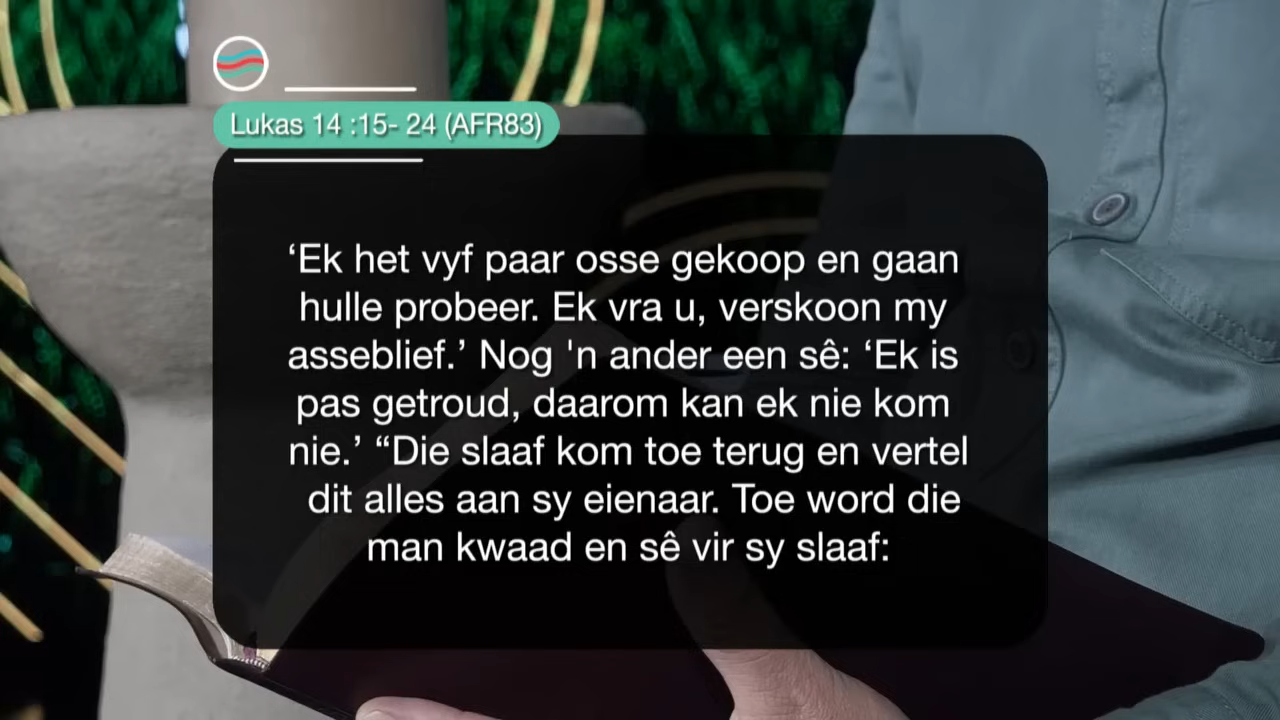 Lukas 14 :15- 24 (AFR83)
‘Ek het vyf paar osse gekoop en gaan
hulle probeer. Ek vra u, verskoon my
asseblief.’ Nog 'n ander een sê: ‘Ek is
pas getroud, daarom kan ek nie kom
nie.’ “Die slaaf kom toe terug en vertel
dit alles aan sy eienaar. Toe word die
man kwaad en sê vir sy slaaf: